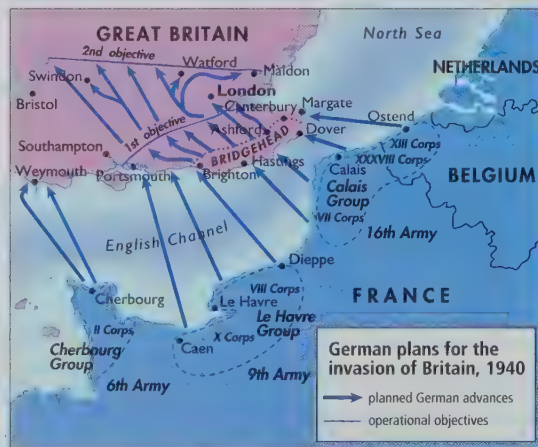 GREAT BRITAIN
North Sea
2nd objective
Watford
Maldon
Swindon
NETHERLANDS
Bristol
London
Canterbury
Margate
1st objective
Ashford
Ostend
BRIDGEHEAD
Dover
Southampton
XIII Corps
XXXVIII Corps
Weymouth
Portsmouth
Brighton
Hastings
Calais
BELGIUM
Calais
Group
VII Corps
16th Army
English Channel
Dieppe
Cherbourg
VIII Corps
FRANCE
Le Havre
Le Havre
Group
II Corps
X Corps
Cherbourg
Group
Caen
6th Army
9th Army
German plans for the
invasion of Britain, 1940
planned German advances
operational objectives